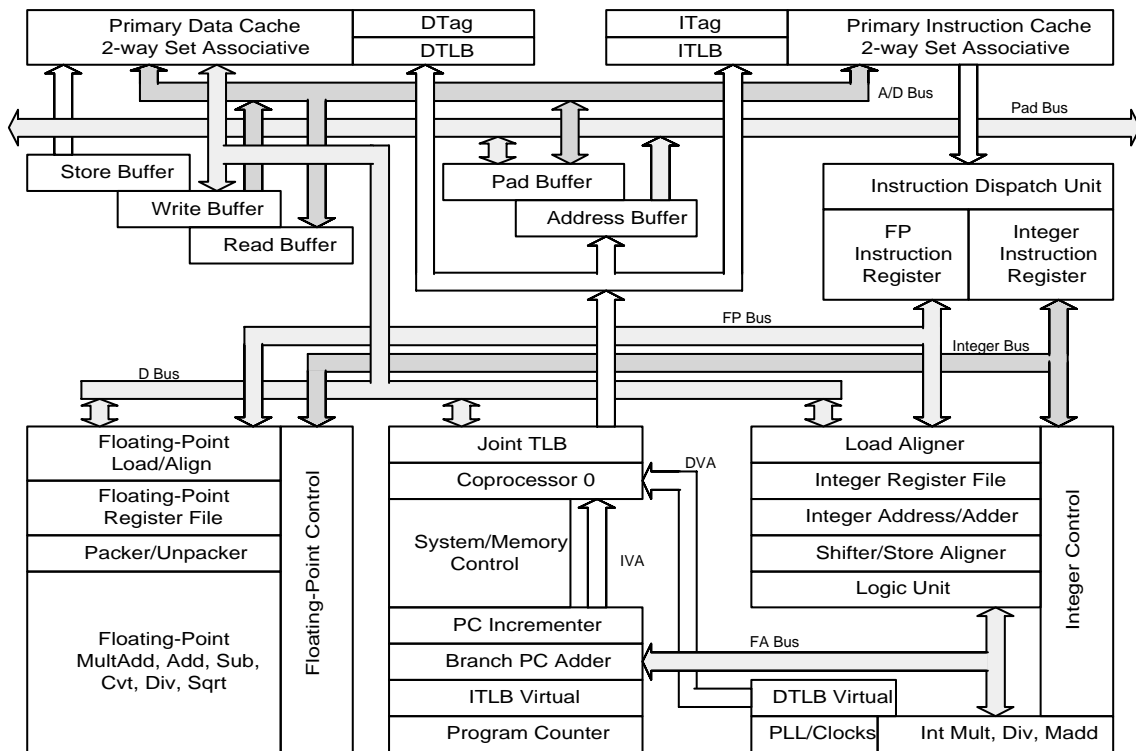 Primary Data Cache
2-way Set Associative
DTag
DTLB
ITag
ITLB
Primary Instruction Cache
2-way Set Associative
A/D Bus
Pad Bus
Store Buffer
Write Buffer
Read Buffer
Pad Buffer
Address Buffer
Instruction Dispatch Unit
FP
Instruction
Register
Integer
Instruction
Register
FP Bus
Integer Bus
D Bus
Floating-Point
Load/Align
Floating-Point
Register File
Packer/Unpacker
Floating-Point
MultAdd, Add, Sub,
Cvt, Div, Sqrt
Floating-Point Control
Joint TLB
Coprocessor 0
System/Memory
Control
PC Incrementer
Branch PC Adder
ITLB Virtual
Program Counter
DVA
IVA
Load Aligner
Integer Register File
Integer Address/Adder
Shifter/Store Aligner
Logic Unit
Integer Control
FA Bus
DTLB Virtual
PLL/Clocks
Int Mult, Div, Madd